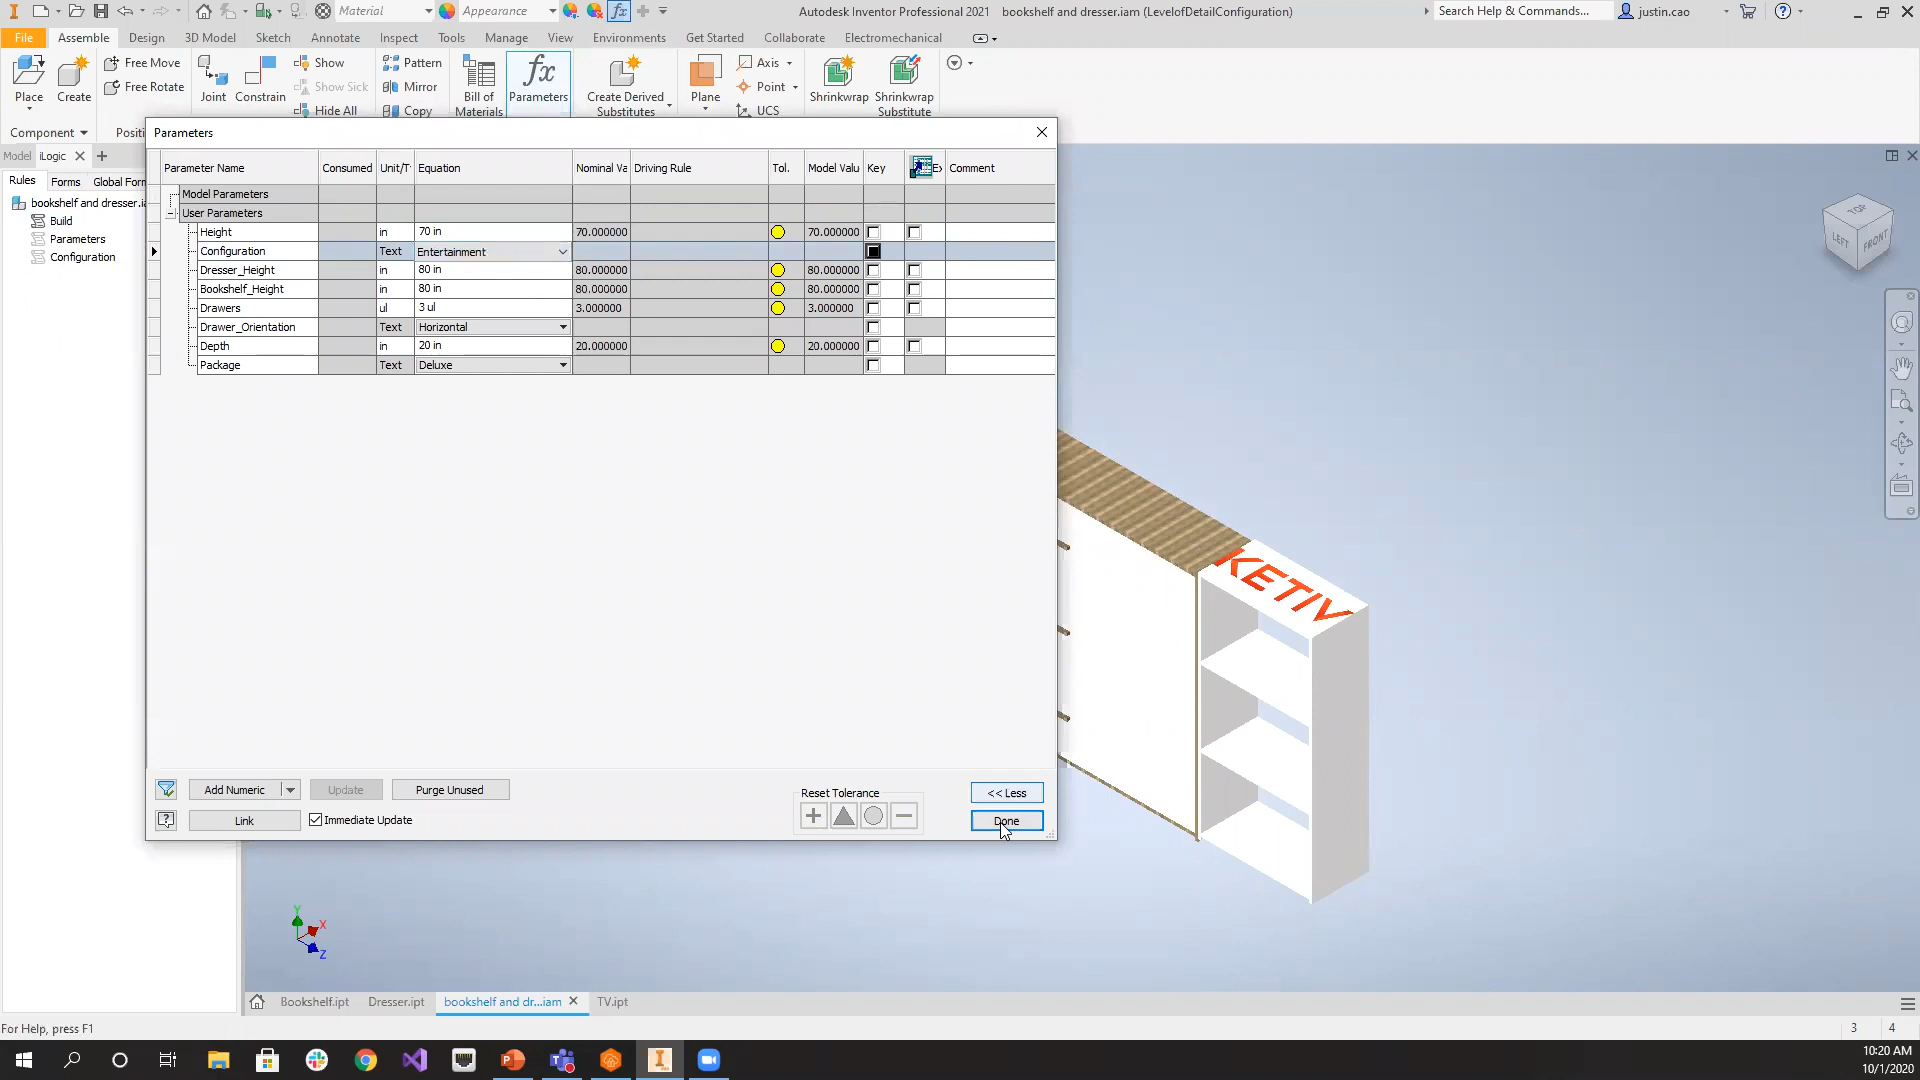 Material
Appearance
fx
Autodesk Inventor Professional 2021 bookshelf and dresser.iam (LevelofDetailConfiguration)
Search Help & Commands...
justin.cao
File Assemble Design 3D Model Sketch Annotate Inspect Tools Manage View Environments Get Started Collaborate Electromechanical
Place
Create
Free Move
Free Rotate
Component
Joint
Constrain
Show
Show Sick
Hide All
Pattern
Mirror
Copy
Bill of
Materials
fx
Parameters
Create Derived
Substitutes
Plane
Axis
Point
UCS
Shrinkwrap
Shrinkwrap
Substitute
Model iLogic
Rules Forms Global Form
bookshelf and dresser.ia
Build
Parameters
Configuration
Parameters
Parameter Name Consumed Unit/T Equation Nominal Va Driving Rule Tol. Model Valu Key Ex Comment
Model Parameters
User Parameters
Height in 70 in 70.000000 70.000000
Configuration Text Entertainment
Dresser_Height in 80 in 80.000000 80.000000
Bookshelf_Height in 80 in 80.000000 80.000000
Drawers ul 3 ul 3.000000 3.000000
Drawer_Orientation Text Horizontal
Depth in 20 in 20.000000 20.000000
Package Text Deluxe
Add Numeric Update Purge Unused
Link Immediate Update
Reset Tolerance
<< Less
Done
KETIV
TOP
LEFT
FRONT
Y
X
Z
Bookshelf.ipt Dresser.ipt bookshelf and dr...iam TV.ipt
For Help, press F1
3 4
10:20 AM
10/1/2020